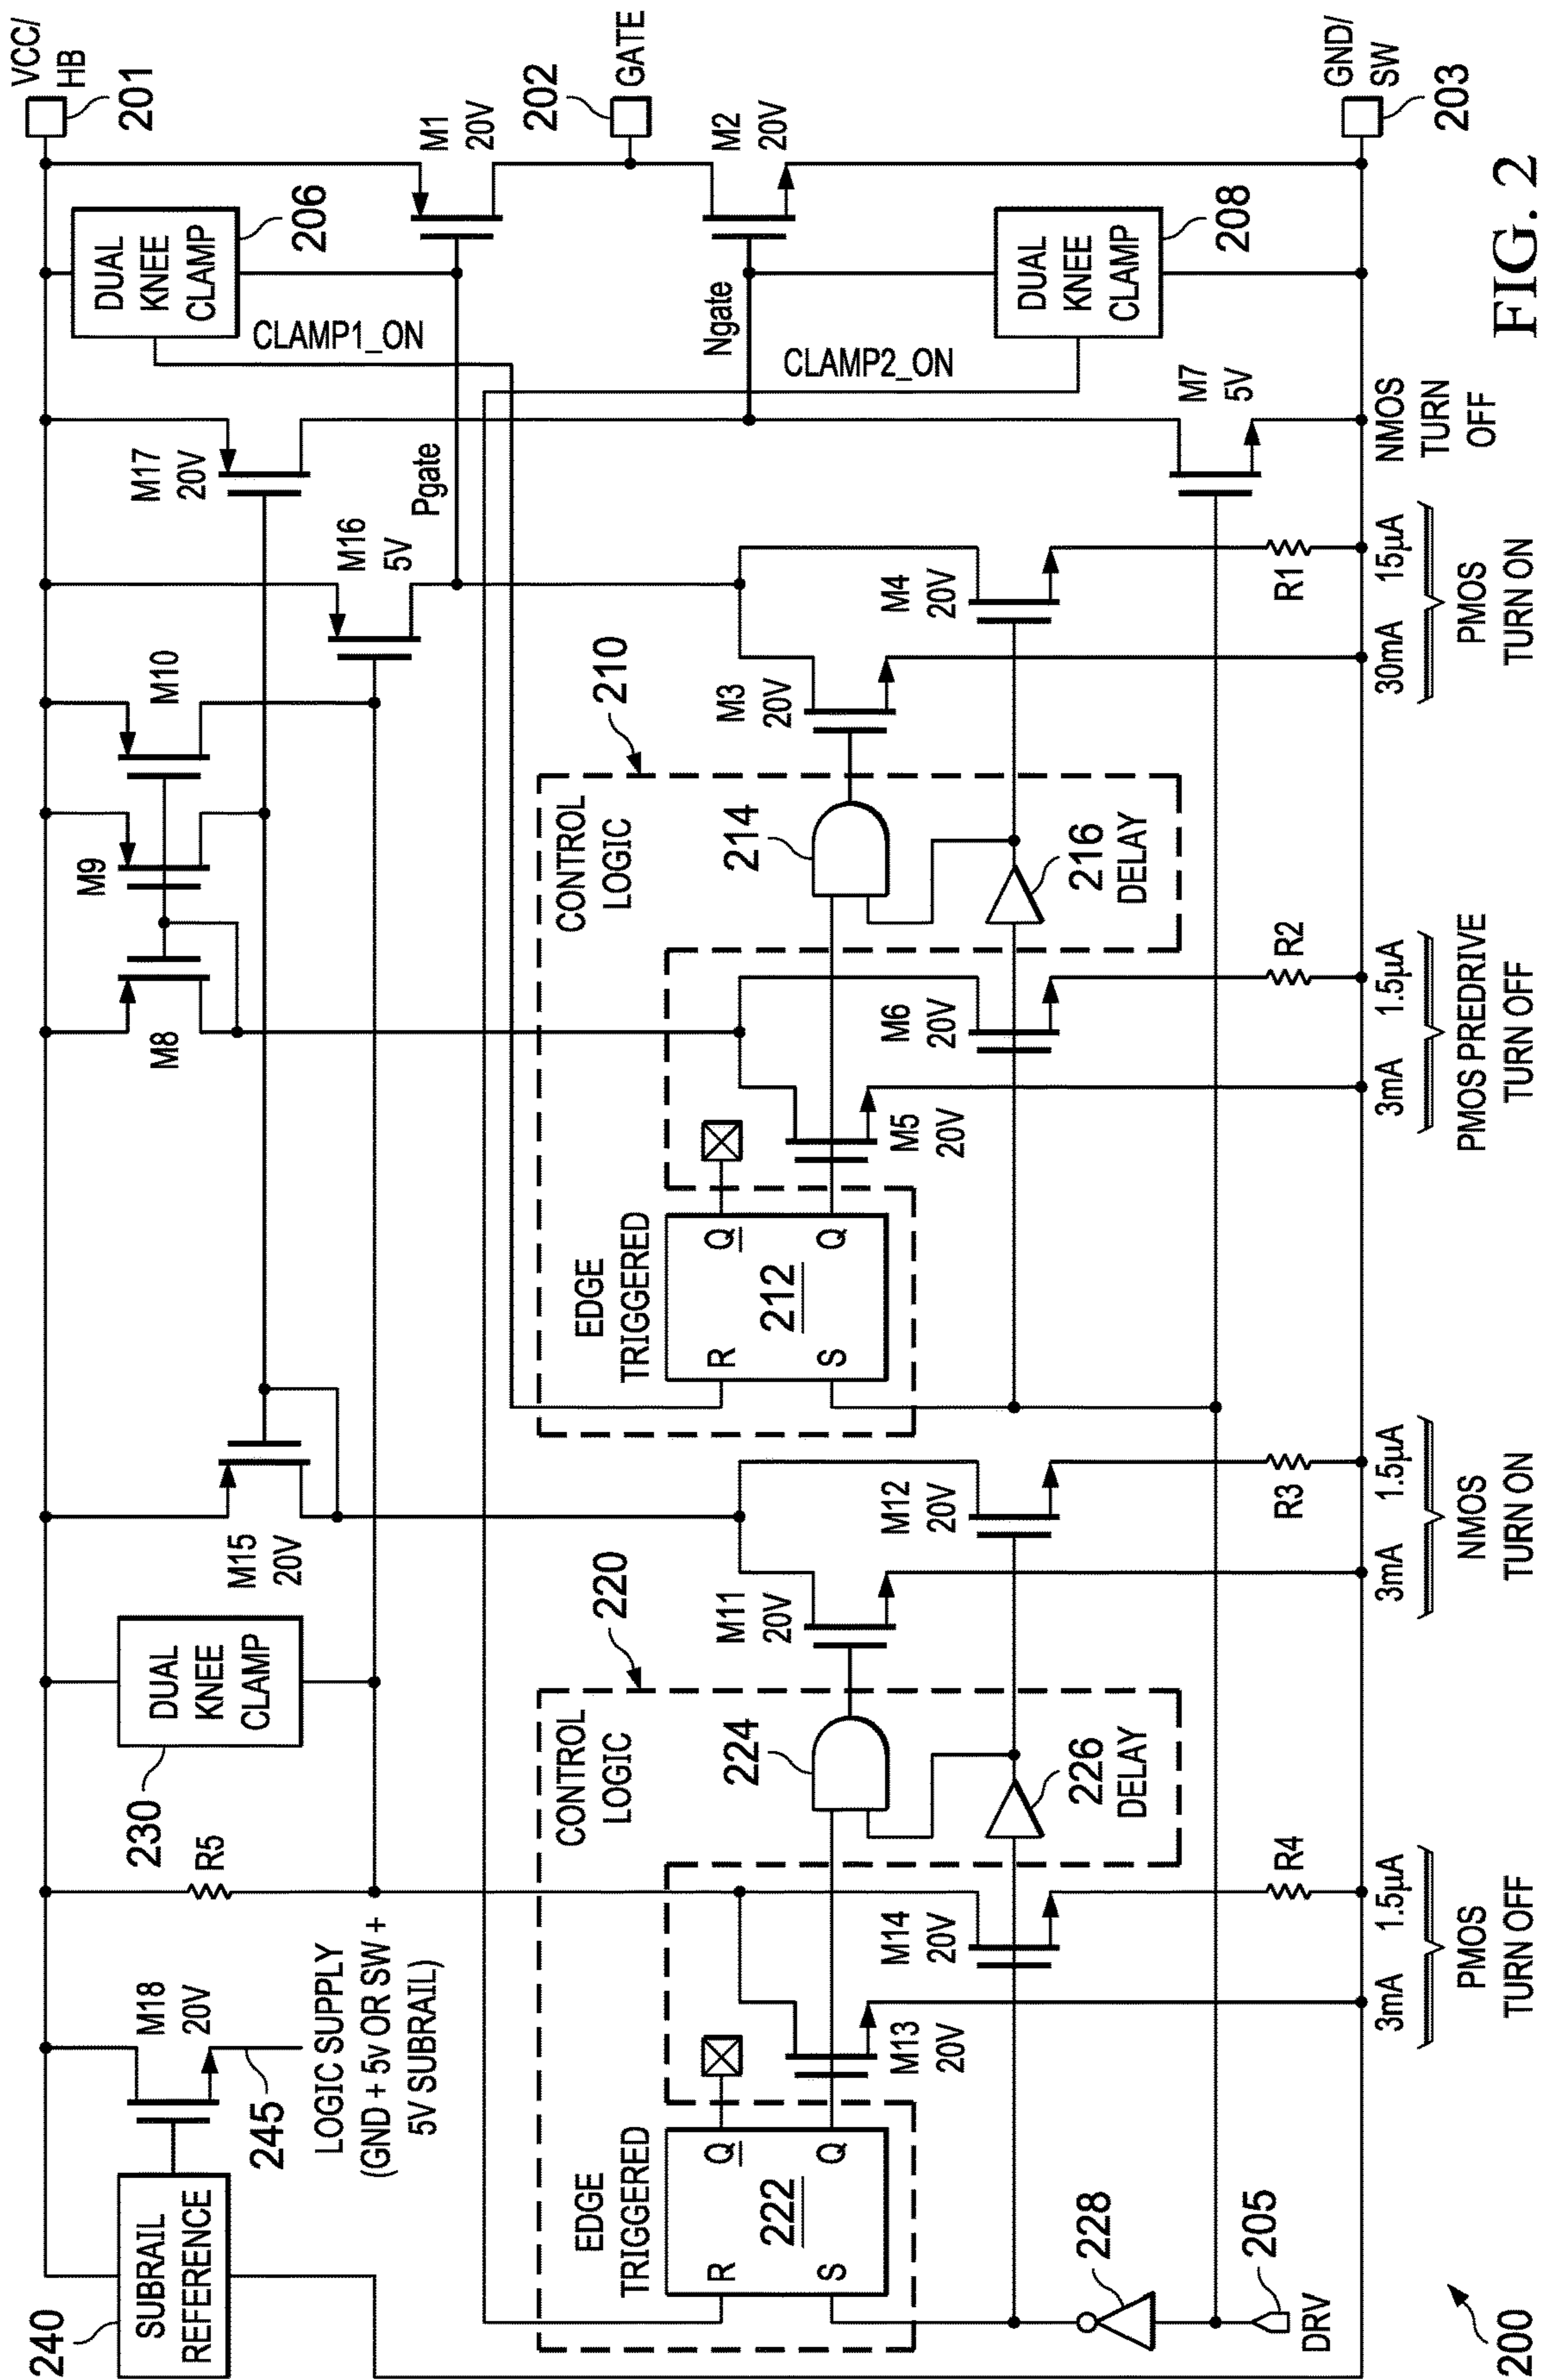 VCC/
HB
201
GATE
202
GND/
SW
203
FIG. 2
200
240
SUBRAIL
REFERENCE
M18
20V
245
LOGIC SUPPLY
(GND + 5v OR SW +
5V SUBRAIL)
R5
230
DUAL
KNEE
CLAMP
M15
20V
M8
M9
M10
M16
5V
M17
20V
Pgate
DUAL
KNEE
CLAMP
206
CLAMP1_ON
M1
20V
M2
20V
Ngate
CLAMP2_ON
DUAL
KNEE
CLAMP
208
M7
5V
CONTROL
LOGIC
220
EDGE
TRIGGERED
R
S
Q
Q
222
224
226
DELAY
M13
20V
M14
20V
M11
20V
M12
20V
CONTROL
LOGIC
210
EDGE
TRIGGERED
R
S
Q
Q
212
214
216
DELAY
M5
20V
M6
20V
M3
20V
M4
20V
228
205
DRV
R4
R3
R2
R1
3mA
1.5µA
PMOS
TURN OFF
3mA
1.5µA
NMOS
TURN ON
3mA
1.5µA
PMOS PREDRIVE
TURN OFF
30mA
15µA
PMOS
TURN ON
NMOS
TURN
OFF